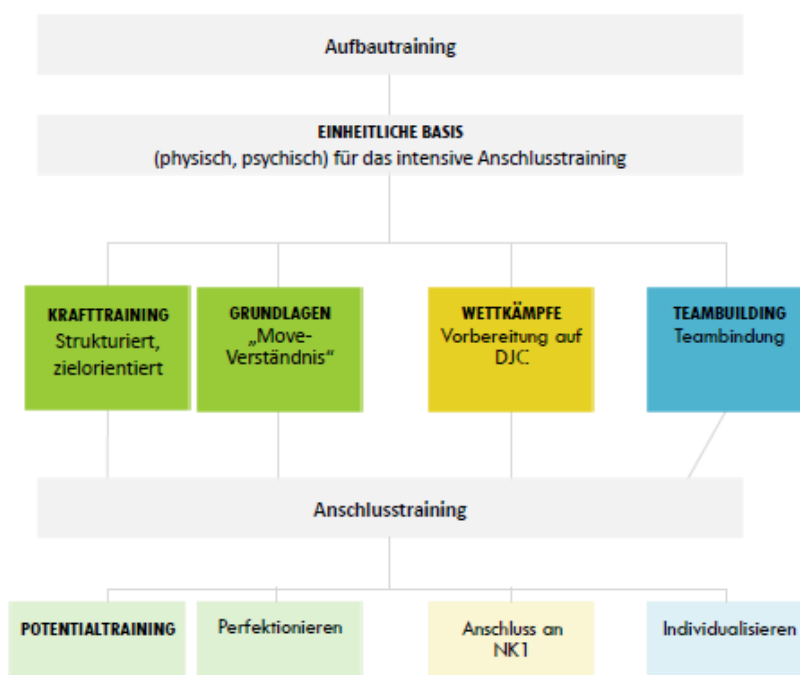 Aufbautraining
EINHEITLICHE BASIS
(physisch, psychisch) für das intensive Anschlusstraining
KRAFTTRAINING
Strukturiert,
zielorientiert
GRUNDLAGEN
„Move-
Verständnis“
WETTKÄMPFE
Vorbereitung auf
DJC
TEAMBUILDING
Teambindung
Anschlusstraining
POTENTIALTRAINING
Perfektionieren
Anschluss an
NK1
Individualisieren